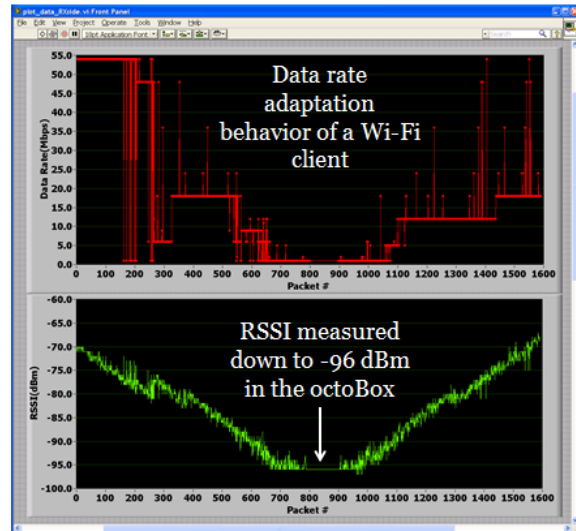 plot_data_RXside.vi Front Panel
File Edit View Project Operate Tools Window Help
18pt Application Font
Search
55.0
50.0
45.0
40.0
35.0
30.0
25.0
20.0
15.0
10.0
5.0
0.0
Data Rate(Mbps)
Data rate
adaptation
behavior of a Wi-Fi
client
0 100 200 300 400 500 600 700 800 900 1000 1100 1200 1300 1400 1500 1600
Packet #
-60.0
-65.0
-70.0
-75.0
-80.0
-85.0
-90.0
-95.0
-100.0
RSSI(dBm)
RSSI measured
down to -96 dBm
in the octoBox
0 100 200 300 400 500 600 700 800 900 1000 1100 1200 1300 1400 1500 1600
Packet #